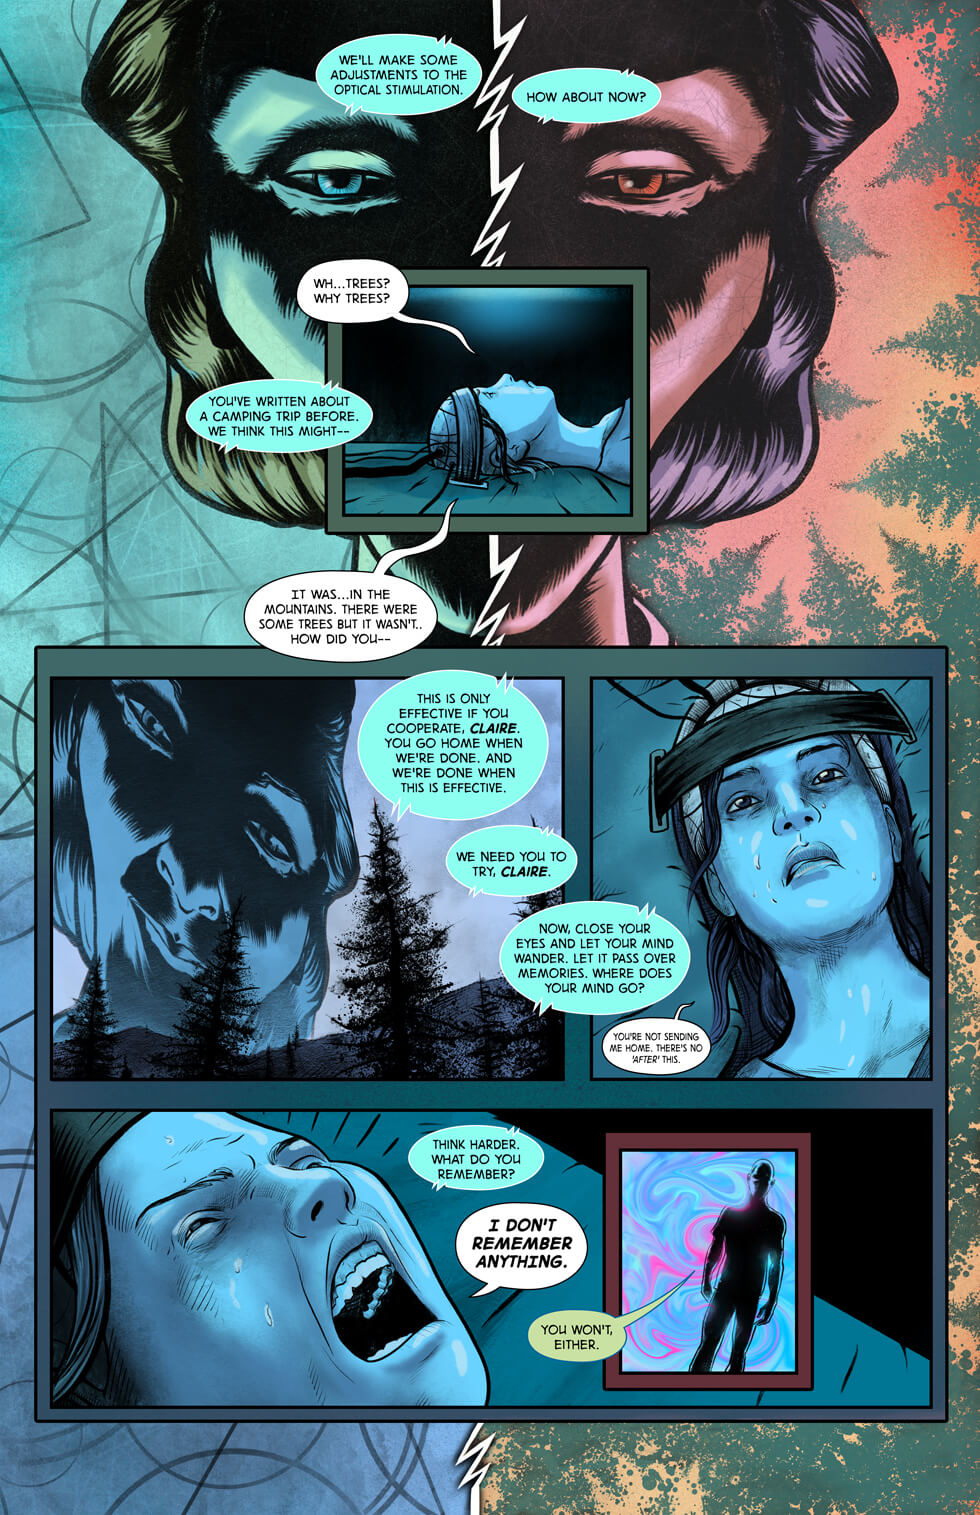 WE'LL MAKE SOME
ADJUSTMENTS TO THE
OPTICAL STIMULATION.
HOW ABOUT NOW?
WH...TREES?
WHY TREES?
YOU'VE WRITTEN ABOUT
A CAMPING TRIP BEFORE.
WE THINK THIS MIGHT--
IT WAS...IN THE
MOUNTAINS. THERE WERE
SOME TREES BUT IT WASN'T..
HOW DID YOU--
THIS IS ONLY
EFFECTIVE IF YOU
COOPERATE, CLAIRE.
YOU GO HOME WHEN
WE'RE DONE. AND
WE'RE DONE WHEN
THIS IS EFFECTIVE.
WE NEED YOU TO
TRY, CLAIRE.
NOW, CLOSE YOUR
EYES AND LET YOUR MIND
WANDER. LET IT PASS OVER
MEMORIES. WHERE DOES
YOUR MIND GO?
YOU'RE NOT SENDING
ME HOME. THERE'S NO
'AFTER' THIS.
THINK HARDER.
WHAT DO YOU
REMEMBER?
I DON'T
REMEMBER
ANYTHING.
YOU WON'T,
EITHER.